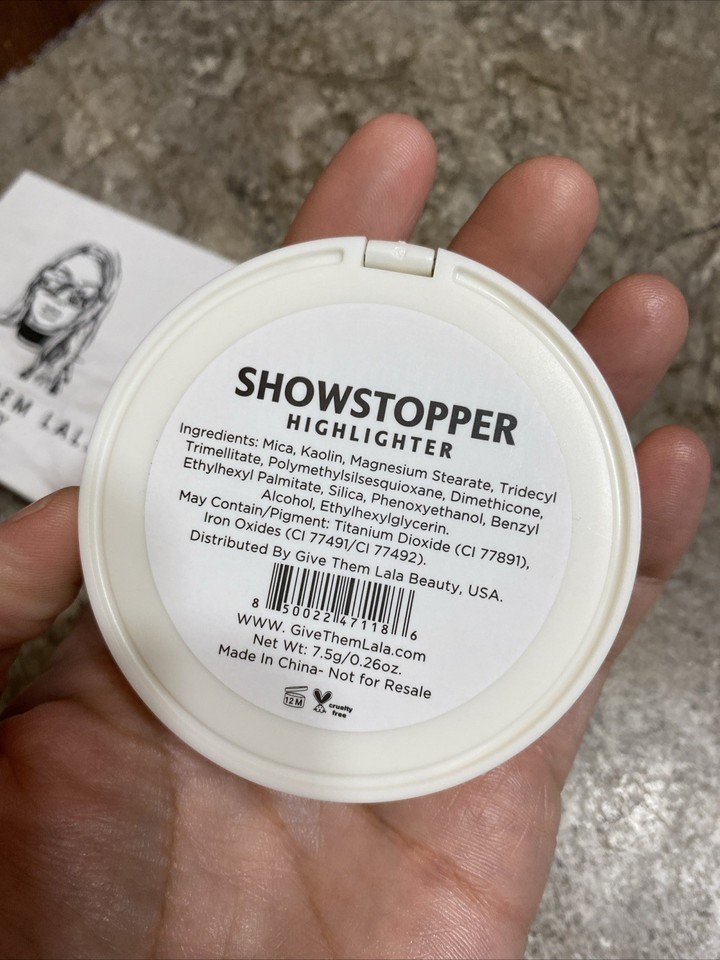 SHOWSTOPPER
HIGHLIGHTER
Ingredients: Mica, Kaolin, Magnesium Stearate, Tridecyl
Trimellitate, Polymethylsilsesquioxane, Dimethicone,
Ethylhexyl Palmitate, Silica, Phenoxyethanol, Benzyl
Alcohol, Ethylhexylglycerin.
May Contain/Pigment: Titanium Dioxide (CI 77891),
Iron Oxides (CI 77491/CI 77492).
Distributed By Give Them Lala Beauty, USA.
8 50022 47118 6
WWW. GiveThemLala.com
Net Wt: 7.5g/0.26oz.
Made In China- Not for Resale
12 M
cruelty
free
EM LAL